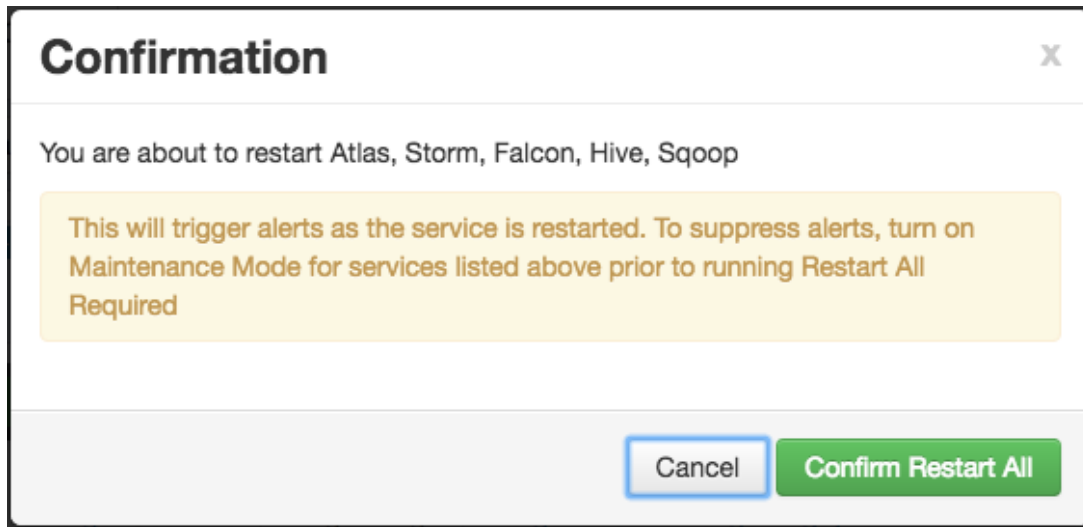 Confirmation
x
You are about to restart Atlas, Storm, Falcon, Hive, Sqoop
This will trigger alerts as the service is restarted. To suppress alerts, turn on
Maintenance Mode for services listed above prior to running Restart All
Required
Cancel
Confirm Restart All